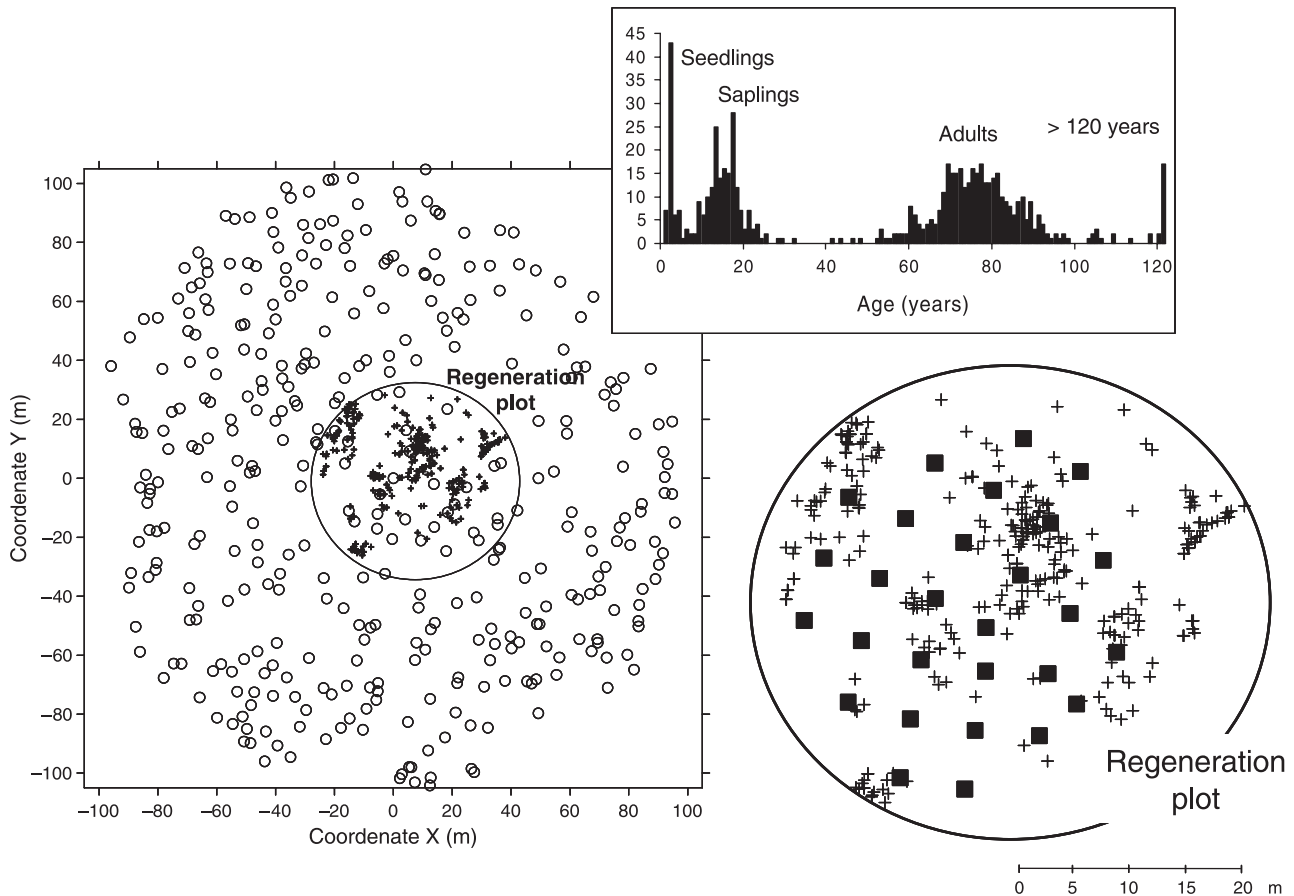 45
40
35
30
25
20
15
10
5
0
Seedlings
Saplings
Adults
> 120 years
0 20 40 60 80 100 120
Age (years)
100
80
60
40
20
0
−20
−40
−60
−80
−100
Coordenate Y (m)
Regeneration
plot
−100 −80 −60 −40 −20 0 20 40 60 80 100
Coordenate X (m)
Regeneration
plot
0 5 10 15 20 m